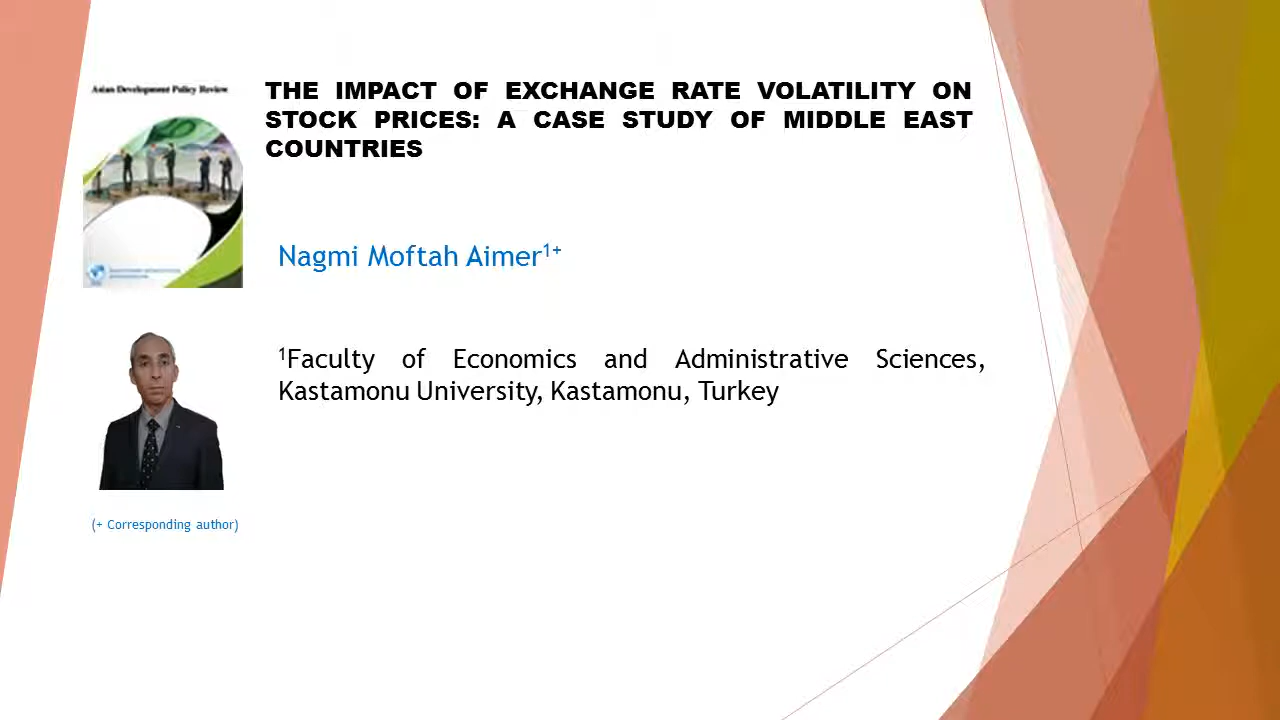 Asian Development Policy Review
THE IMPACT OF EXCHANGE RATE VOLATILITY ON
STOCK PRICES: A CASE STUDY OF MIDDLE EAST
COUNTRIES
Nagmi Moftah Aimer¹⁺
¹Faculty of Economics and Administrative Sciences,
Kastamonu University, Kastamonu, Turkey
(+ Corresponding author)